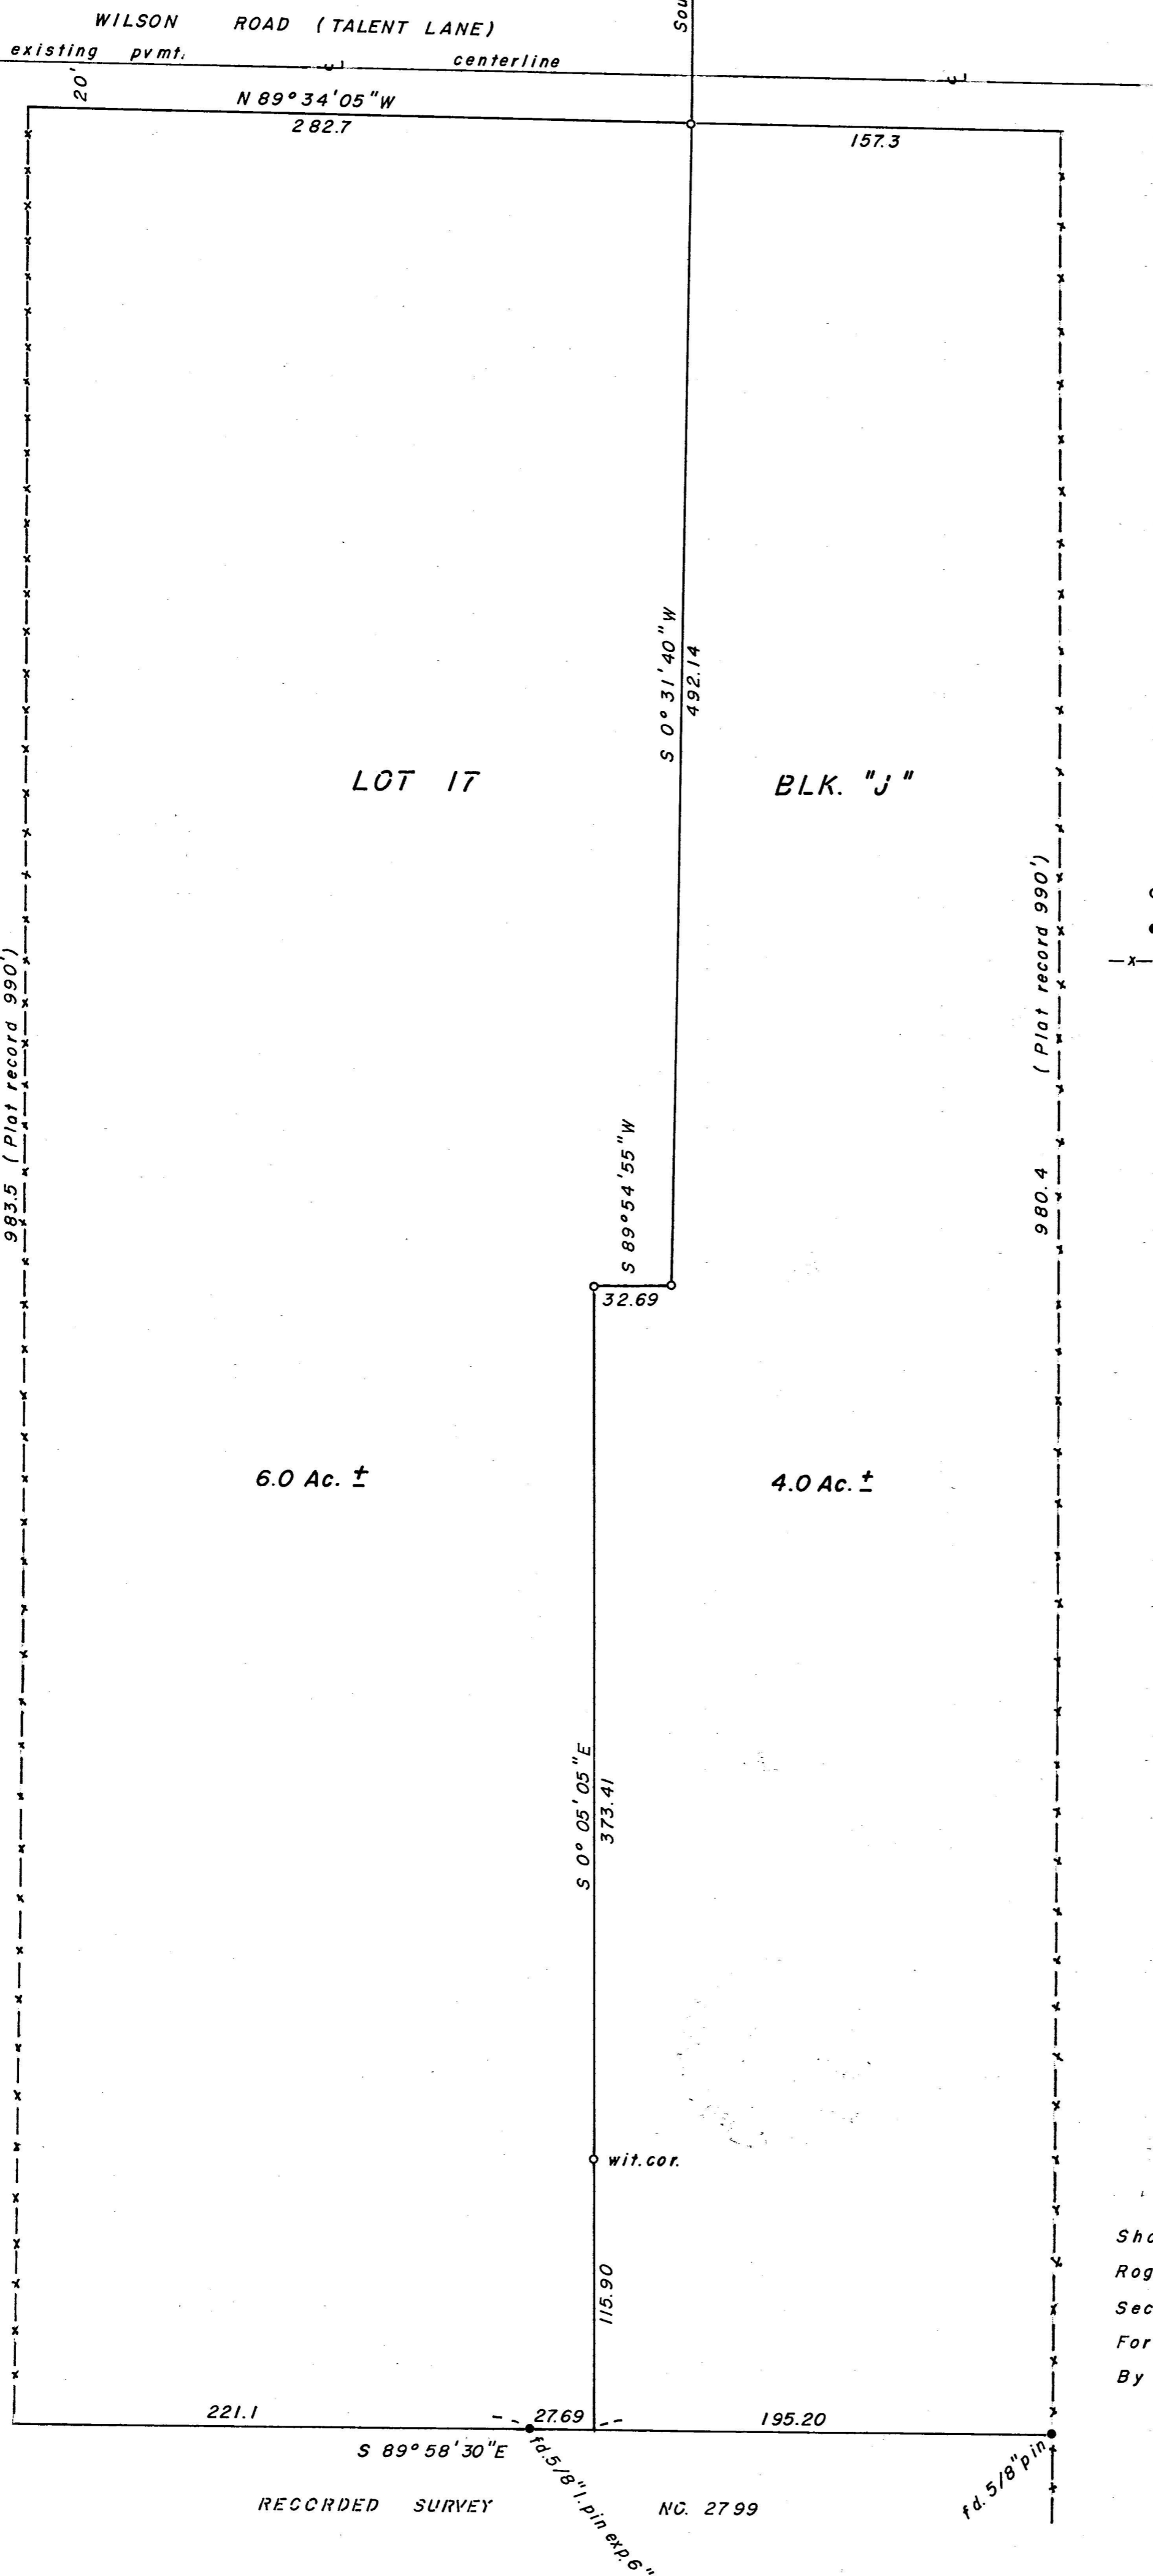 WILSON ROAD (TALENT LANE)
existing pvmt. centerline
20'
N 89° 34' 05" W
282.7
157.3
S 0° 31' 40" W
492.14
LOT 17
BLK. "J"
983.5 (Plat record 990')
980.4 (Plat record 990')
—x—
S 89° 54' 55" W
32.69
6.0 Ac. ±
4.0 Ac. ±
S 0° 05' 05" E
373.41
wit. cor.
115.90
221.1
27.69
195.20
S 89° 58' 30" E
fd. 5/8" I. pin exp. 6"
fd. 5/8" pin
RECORDED SURVEY NO. 2799
Rog
Sec
For
By